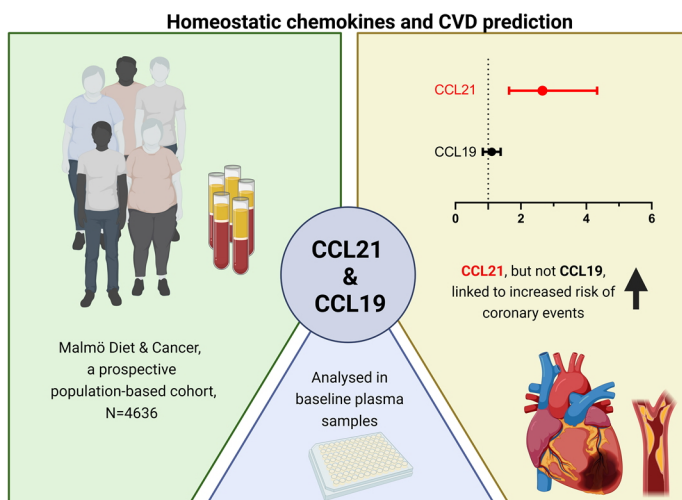 Homeostatic chemokines and CVD prediction
Malmö Diet & Cancer,
a prospective
population-based cohort,
N=4636
CCL21
&
CCL19
Analysed in
baseline plasma
samples
CCL21
CCL19
0 2 4 6
CCL21, but not CCL19,
linked to increased risk of
coronary events